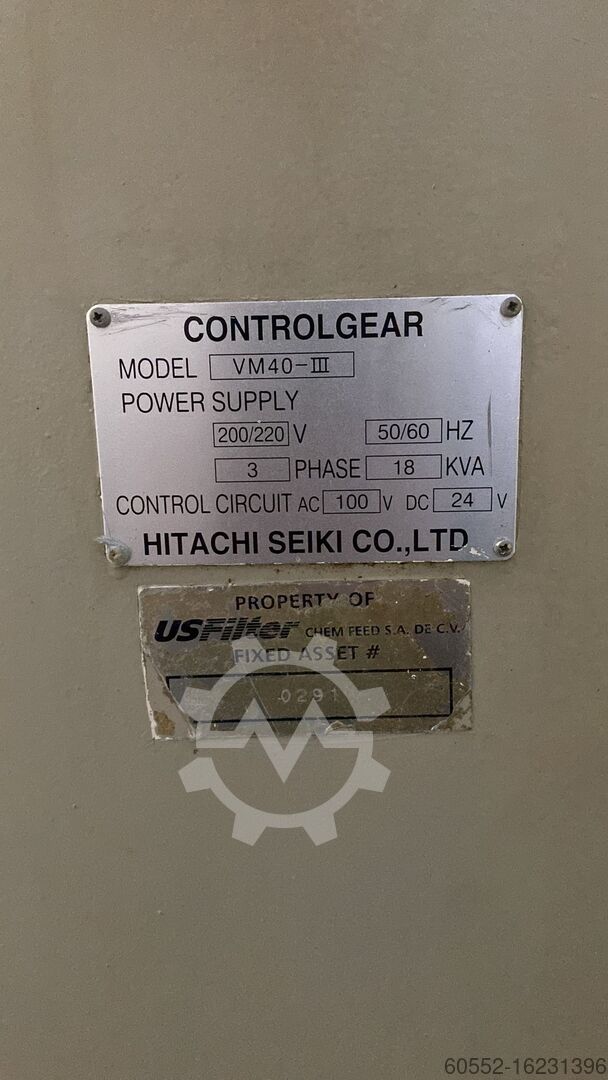 CONTROLGEAR
MODEL VM40-III
POWER SUPPLY
200/220 V 50/60 HZ
3 PHASE 18 KVA
CONTROL CIRCUIT AC 100 V DC 24 V
HITACHI SEIKI CO.,LTD
PROPERTY OF
USFilter CHEM FEED S.A. DE C.V.
FIXED ASSET #
0291
60552-16231396